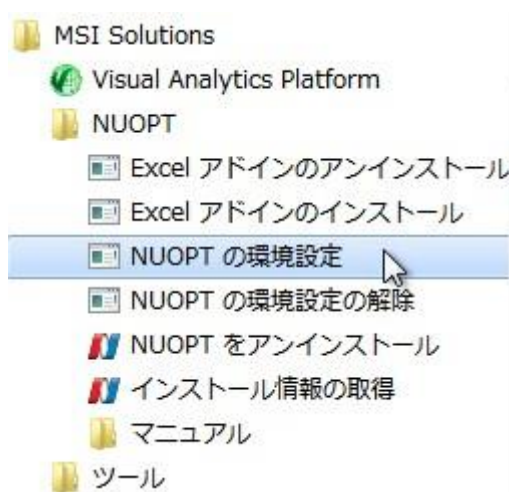 MSI Solutions
Visual Analytics Platform
NUOPT
Excel アドインのアンインストール
Excel アドインのインストール
NUOPT の環境設定
NUOPT の環境設定の解除
NUOPT をアンインストール
インストール情報の取得
マニュアル
ツール